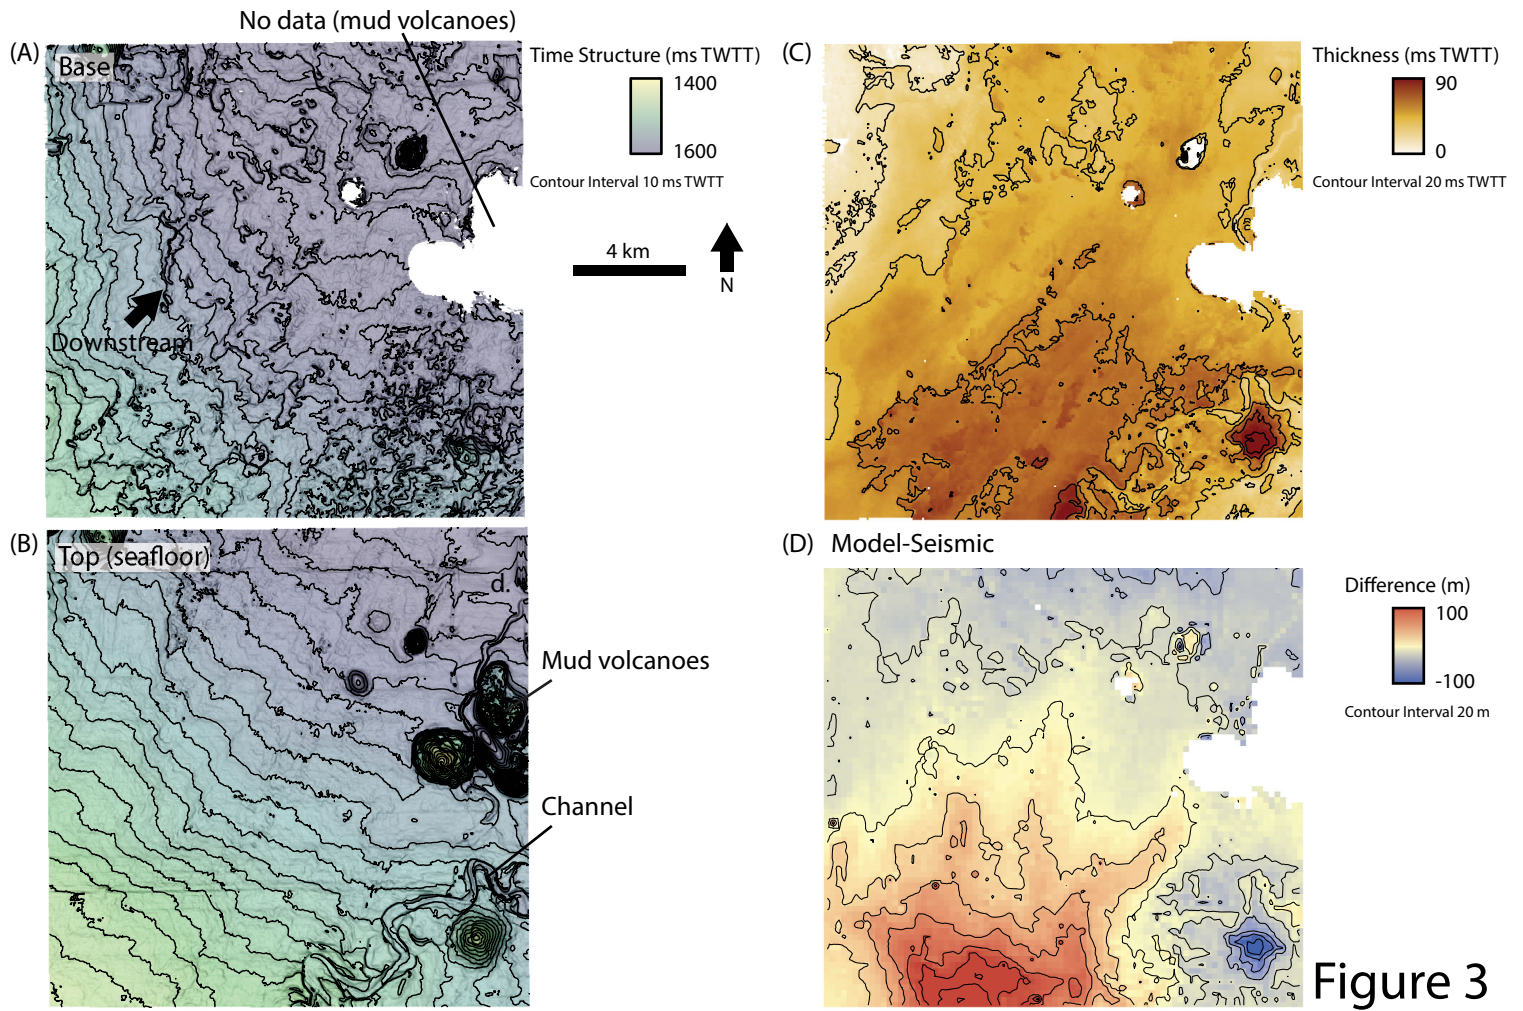 No data (mud volcanoes)
(A)
Base
Time Structure (ms TWTT)
1400
1600
Contour Interval 10 ms TWTT
Downstream
4 km
N
(C)
Thickness (ms TWTT)
90
0
Contour Interval 20 ms TWTT
(B)
Top (seafloor)
d.
Mud volcanoes
Channel
(D) Model-Seismic
Difference (m)
100
-100
Contour Interval 20 m
Figure 3